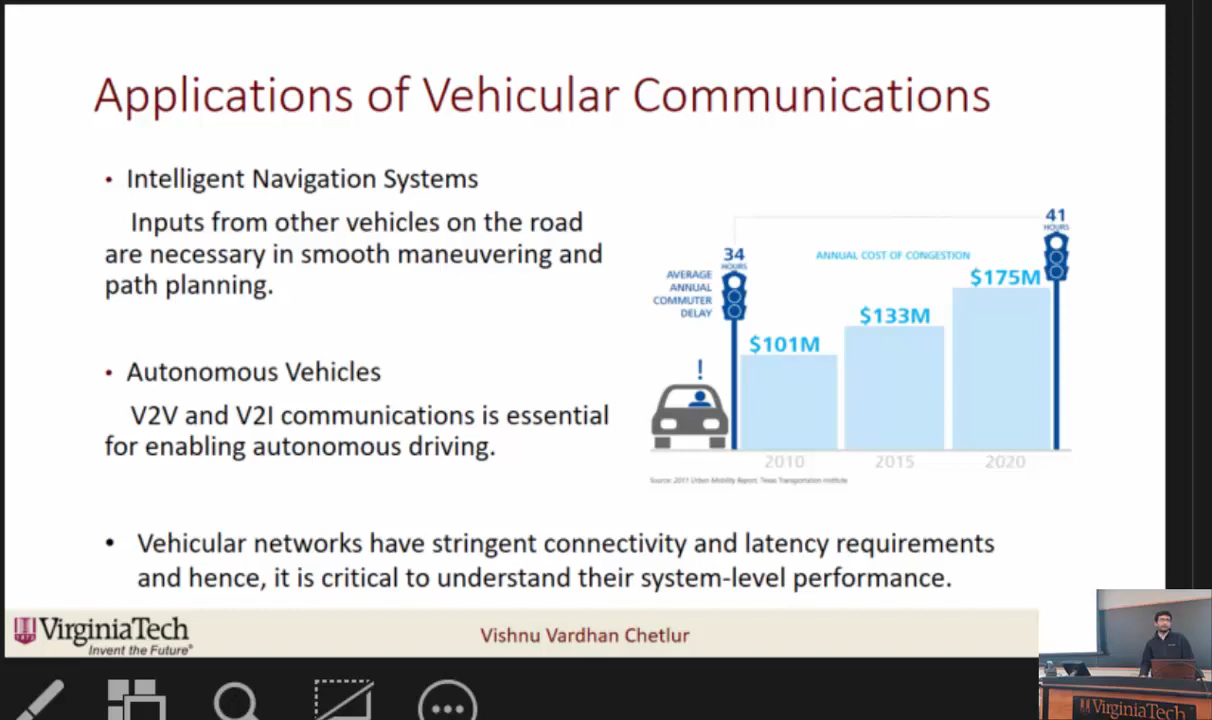 Applications of Vehicular Communications
• Intelligent Navigation Systems
Inputs from other vehicles on the road
are necessary in smooth maneuvering and
path planning.
• Autonomous Vehicles
V2V and V2I communications is essential
for enabling autonomous driving.
41
HOURS
34
HOURS
ANNUAL COST OF CONGESTION
AVERAGE
ANNUAL
COMMUTER
DELAY
$175M
$133M
$101M
!
2010 2015 2020
Source: 2011 Urban Mobility Report, Texas Transportation Institute
• Vehicular networks have stringent connectivity and latency requirements
and hence, it is critical to understand their system-level performance.
VirginiaTech
Invent the Future®
Vishnu Vardhan Chetlur
VirginiaTech